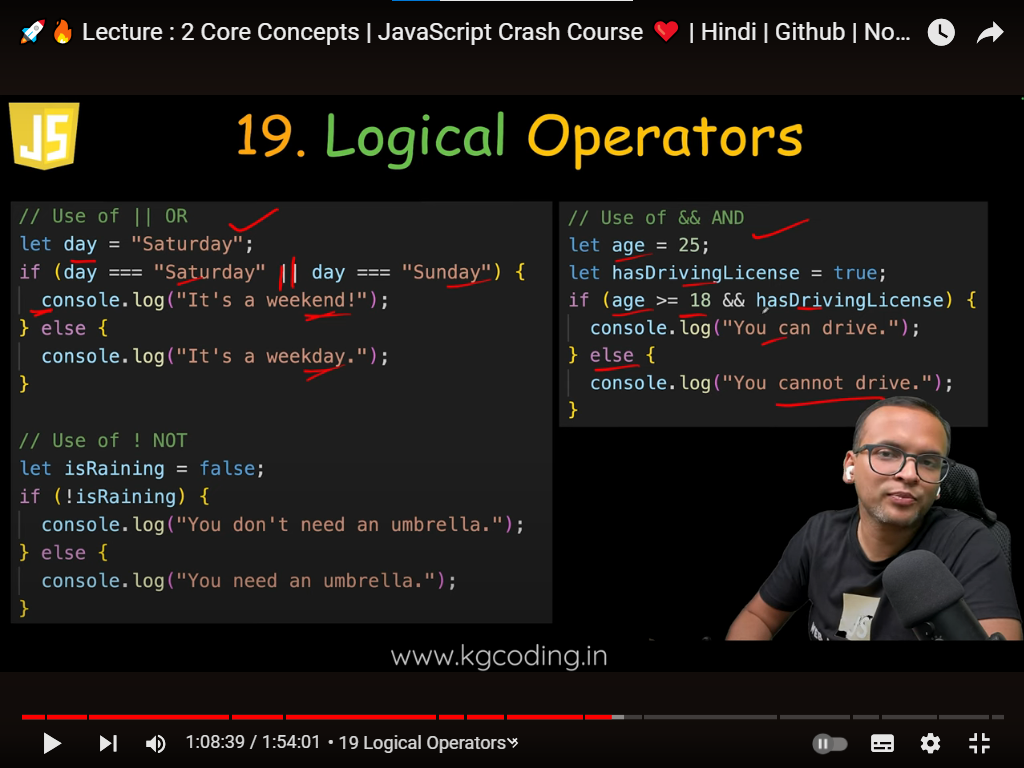 🚀🔥 Lecture : 2 Core Concepts | JavaScript Crash Course ❤️ | Hindi | Github | No...
JS
19. Logical Operators
// Use of || OR
let day = "Saturday";
if (day === "Saturday" || day === "Sunday") {
  console.log("It's a weekend!");
} else {
  console.log("It's a weekday.");
}
// Use of ! NOT
let isRaining = false;
if (!isRaining) {
  console.log("You don't need an umbrella.");
} else {
  console.log("You need an umbrella.");
}
// Use of && AND
let age = 25;
let hasDrivingLicense = true;
if (age >= 18 && hasDrivingLicense) {
  console.log("You can drive.");
} else {
  console.log("You cannot drive.");
}
www.kgcoding.in
1:08:39 / 1:54:01 • 19 Logical Operators